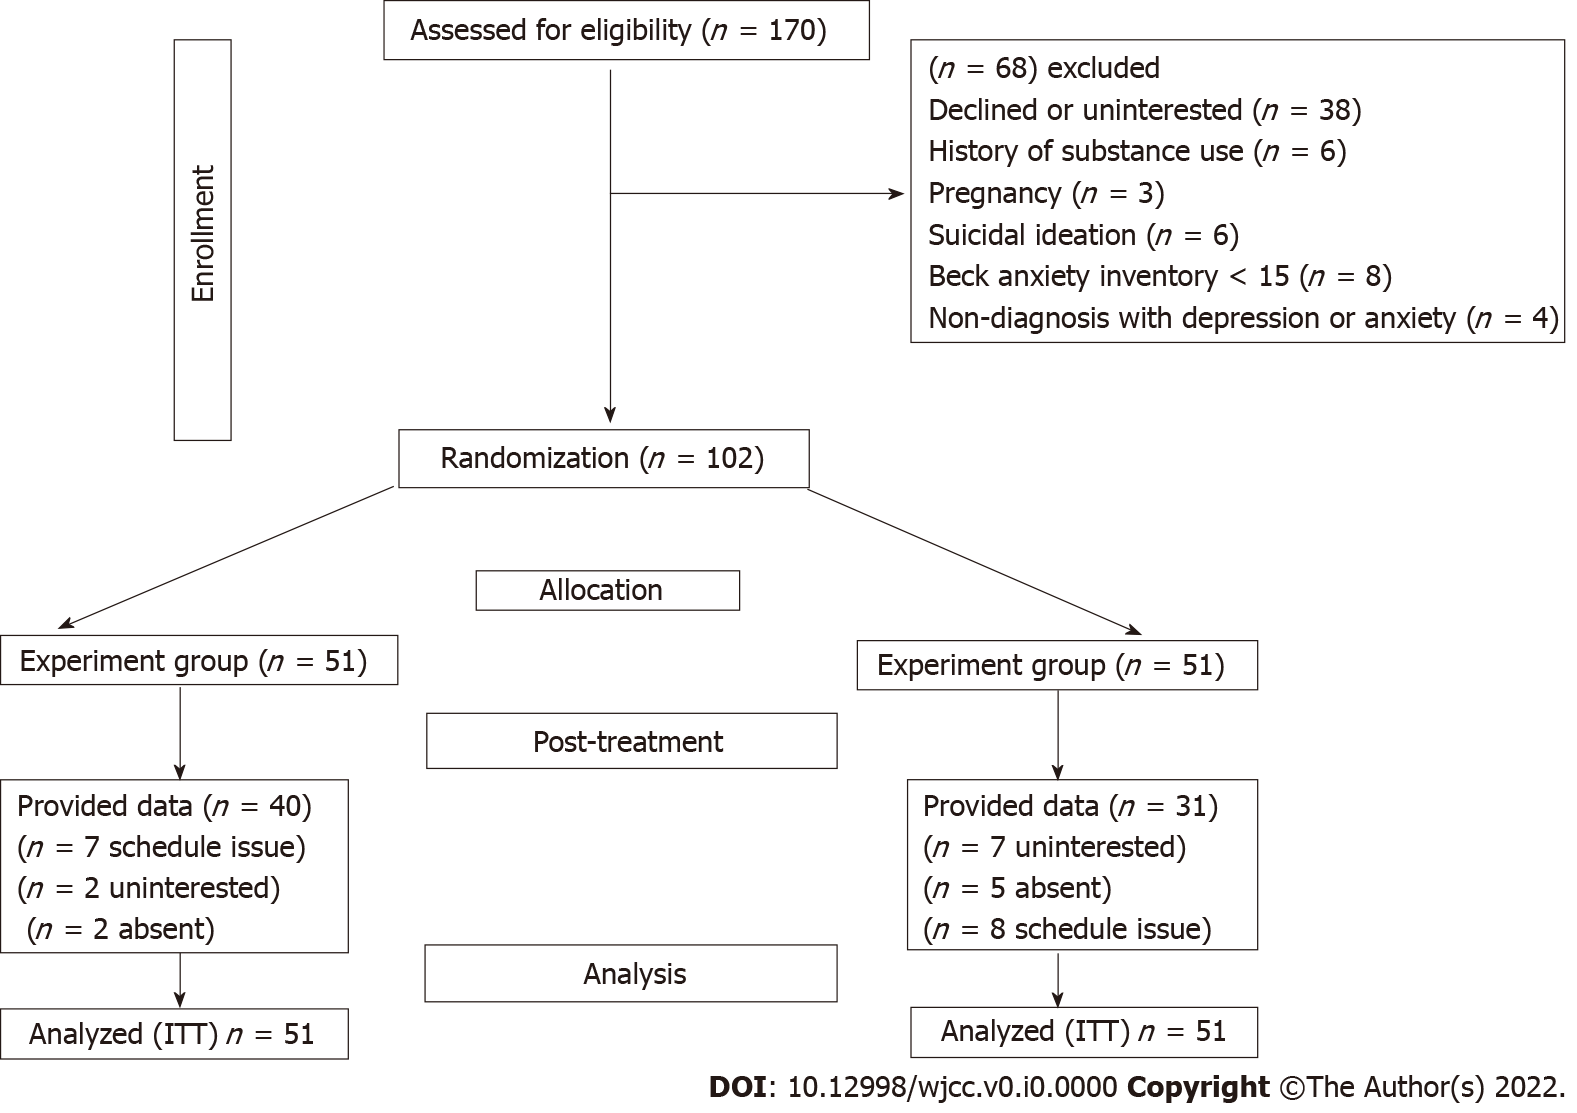 Assessed for eligibility (n = 170)
(n = 68) excluded
Declined or uninterested (n = 38)
History of substance use (n = 6)
Pregnancy (n = 3)
Suicidal ideation (n = 6)
Beck anxiety inventory < 15 (n = 8)
Non-diagnosis with depression or anxiety (n = 4)
Enrollment
Randomization (n = 102)
Allocation
Experiment group (n = 51)
Experiment group (n = 51)
Post-treatment
Provided data (n = 40)
(n = 7 schedule issue)
(n = 2 uninterested)
(n = 2 absent)
Provided data (n = 31)
(n = 7 uninterested)
(n = 5 absent)
(n = 8 schedule issue)
Analysis
Analyzed (ITT) n = 51
Analyzed (ITT) n = 51
DOI: 10.12998/wjcc.v0.i0.0000 Copyright ©The Author(s) 2022.